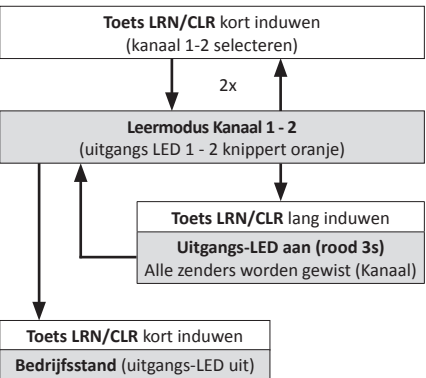 Toets LRN/CLR kort induwen
(kanaal 1-2 selecteren)
2x
Leermodus Kanaal 1 - 2
(uitgangs LED 1 - 2 knippert oranje)
Toets LRN/CLR lang induwen
Uitgangs-LED aan (rood 3s)
Alle zenders worden gewist (Kanaal)
Toets LRN/CLR kort induwen
Bedrijfsstand (uitgangs-LED uit)